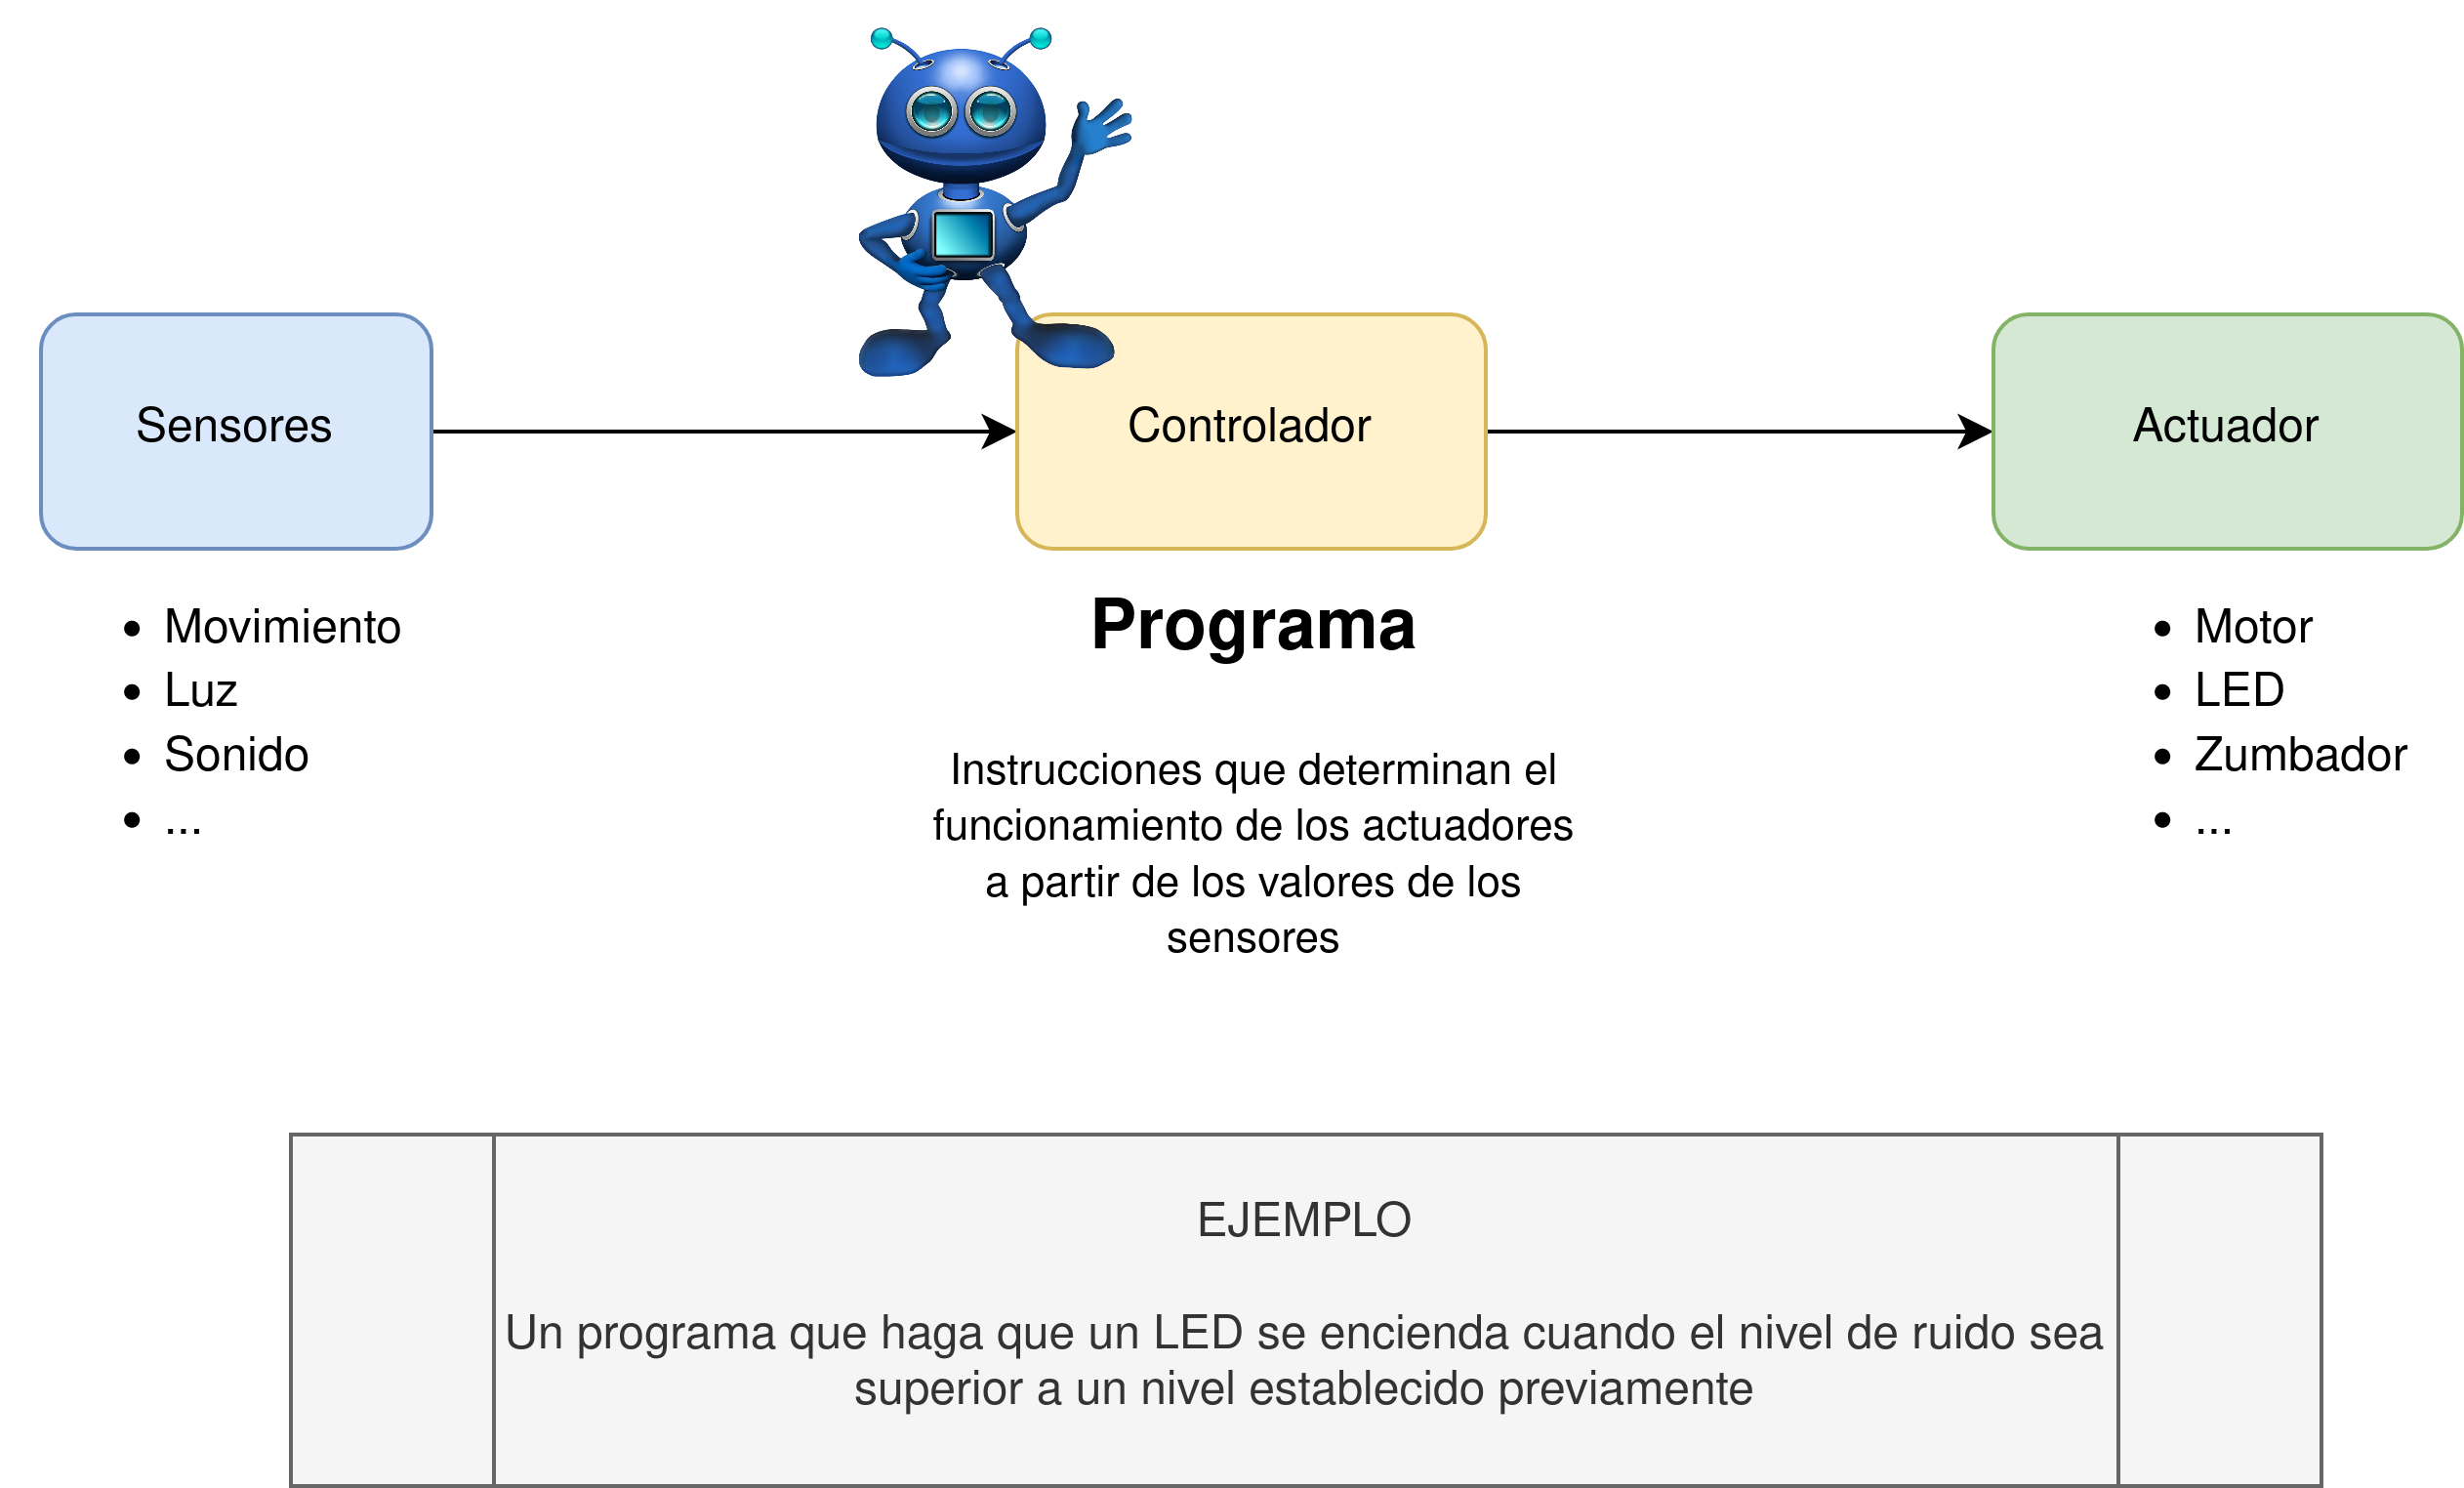 Sensores
Controlador
Actuador
• Movimiento
• Luz
• Sonido
• ...
Programa
Instrucciones que determinan el
funcionamiento de los actuadores
a partir de los valores de los
sensores
• Motor
• LED
• Zumbador
• ...
EJEMPLO
Un programa que haga que un LED se encienda cuando el nivel de ruido sea
superior a un nivel establecido previamente